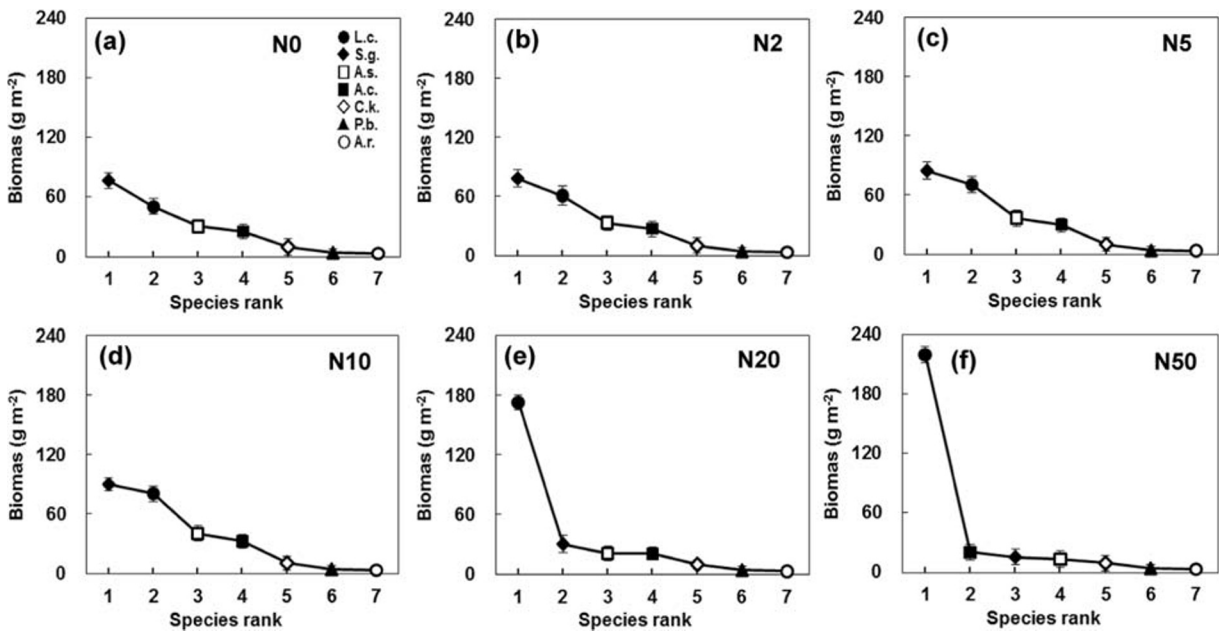 (a) N0
L.c.
S.g.
A.s.
A.c.
C.k.
P.b.
A.r.
240
180
120
60
0
Biomas (g m-2)
1 2 3 4 5 6 7
Species rank
(b) N2
240
180
120
60
0
Biomas (g m-2)
1 2 3 4 5 6 7
Species rank
(c) N5
240
180
120
60
0
Biomas (g m-2)
1 2 3 4 5 6 7
Species rank
(d) N10
240
180
120
60
0
Biomas (g m-2)
1 2 3 4 5 6 7
Species rank
(e) N20
240
180
120
60
0
Biomas (g m-2)
1 2 3 4 5 6 7
Species rank
(f) N50
240
180
120
60
0
Biomas (g m-2)
1 2 3 4 5 6 7
Species rank